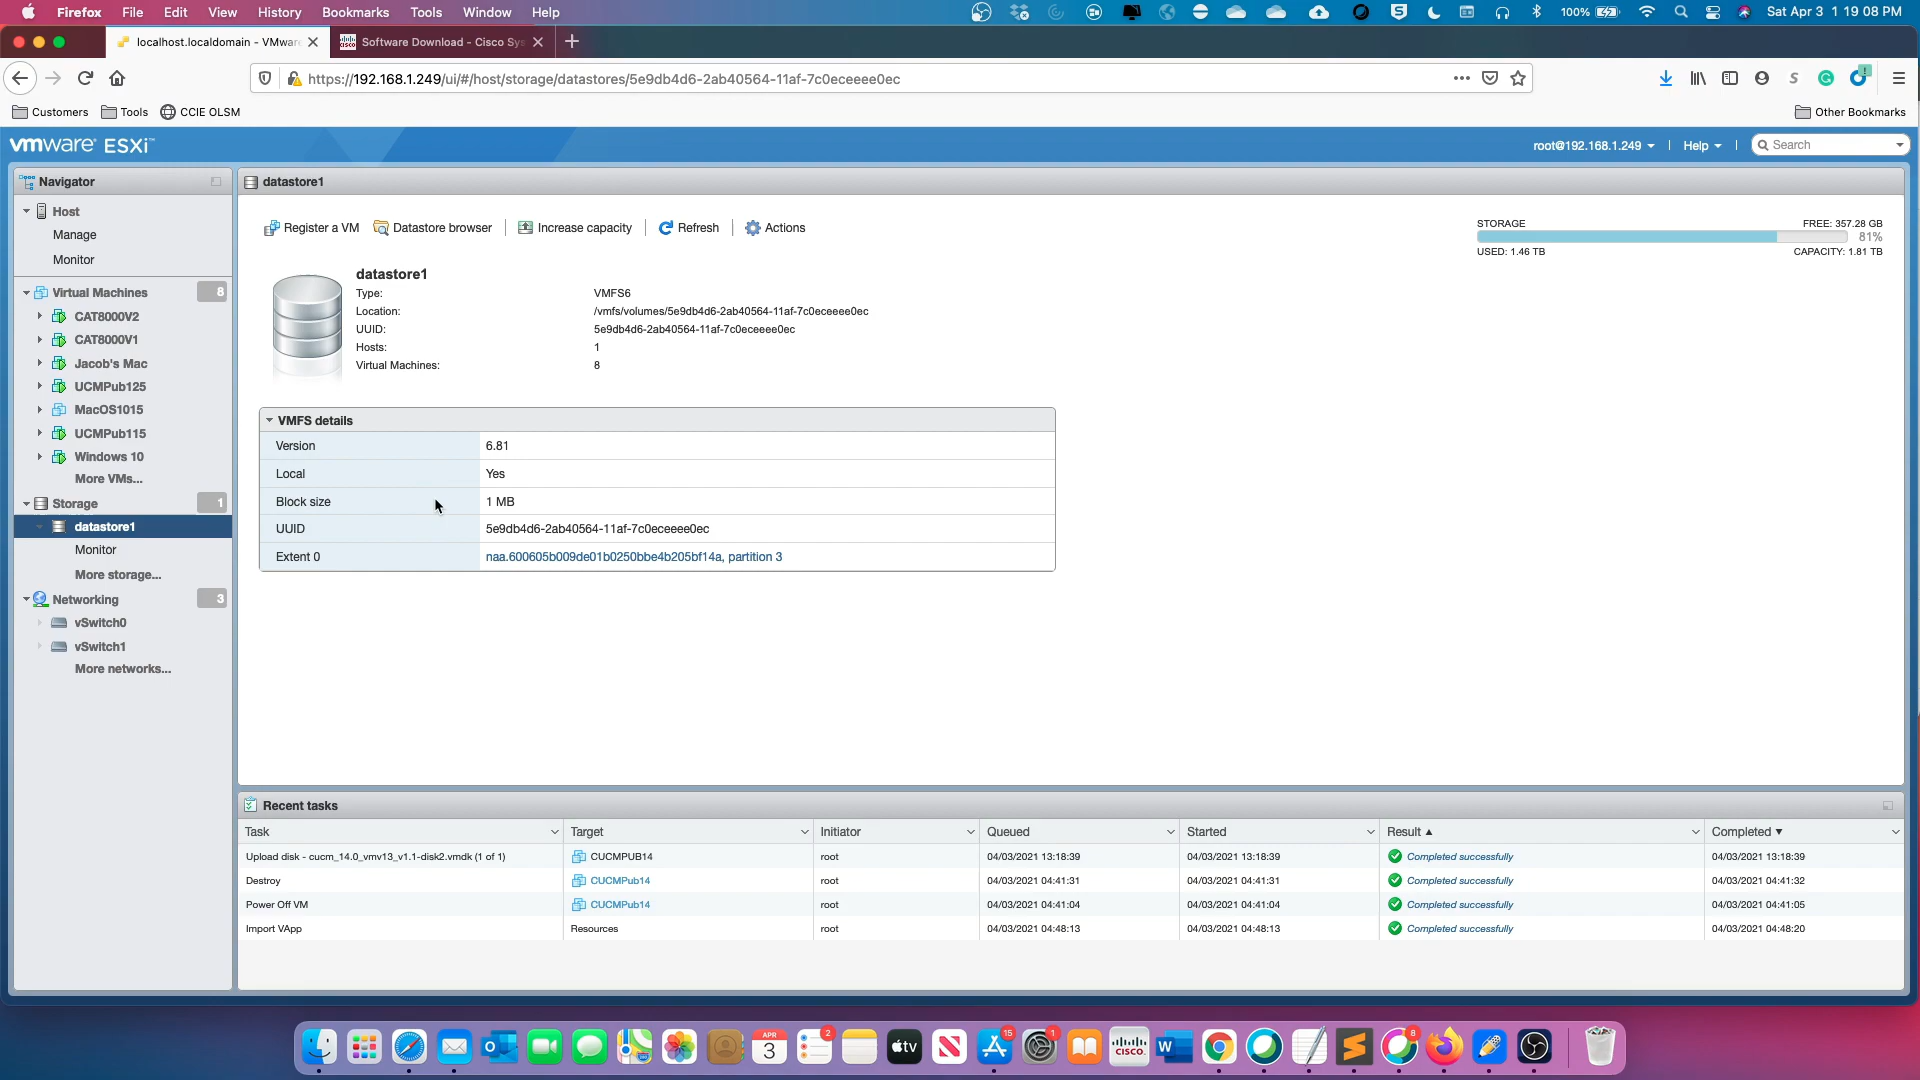 Firefox File Edit View History Bookmarks Tools Window Help 100% Sat Apr 3 1 19 08 PM
localhost.localdomain - VMwar Software Download - Cisco Sys
https://192.168.1.249/ui/#/host/storage/datastores/5e9db4d6-2ab40564-11af-7c0eceeee0ec
Customers Tools CCIE OLSM Other Bookmarks
vmware ESXi™ root@192.168.1.249 Help Search
Navigator
Host
Manage
Monitor
Virtual Machines 8
CAT8000V2
CAT8000V1
Jacob's Mac
UCMPub125
MacOS1015
UCMPub115
Windows 10
More VMs...
Storage 1
datastore1
Monitor
More storage...
Networking 3
vSwitch0
vSwitch1
More networks...
datastore1
Register a VM Datastore browser Increase capacity Refresh Actions
STORAGE FREE: 357.28 GB
81%
USED: 1.46 TB CAPACITY: 1.81 TB
datastore1
Type: VMFS6
Location: /vmfs/volumes/5e9db4d6-2ab40564-11af-7c0eceeee0ec
UUID: 5e9db4d6-2ab40564-11af-7c0eceeee0ec
Hosts: 1
Virtual Machines: 8
VMFS details
Version 6.81
Local Yes
Block size 1 MB
UUID 5e9db4d6-2ab40564-11af-7c0eceeee0ec
Extent 0 naa.600605b009de01b0250bbe4b205bf14a, partition 3
Recent tasks
Task Target Initiator Queued Started Result Completed
Upload disk - cucm_14.0_vmv13_v1.1-disk2.vmdk (1 of 1) CUCMPUB14 root 04/03/2021 13:18:39 04/03/2021 13:18:39 Completed successfully 04/03/2021 13:18:39
Destroy CUCMPub14 root 04/03/2021 04:41:31 04/03/2021 04:41:31 Completed successfully 04/03/2021 04:41:32
Power Off VM CUCMPub14 root 04/03/2021 04:41:04 04/03/2021 04:41:04 Completed successfully 04/03/2021 04:41:05
Import VApp Resources root 04/03/2021 04:48:13 04/03/2021 04:48:13 Completed successfully 04/03/2021 04:48:20
APR 3 2 tv 15 1 CISCO W 8